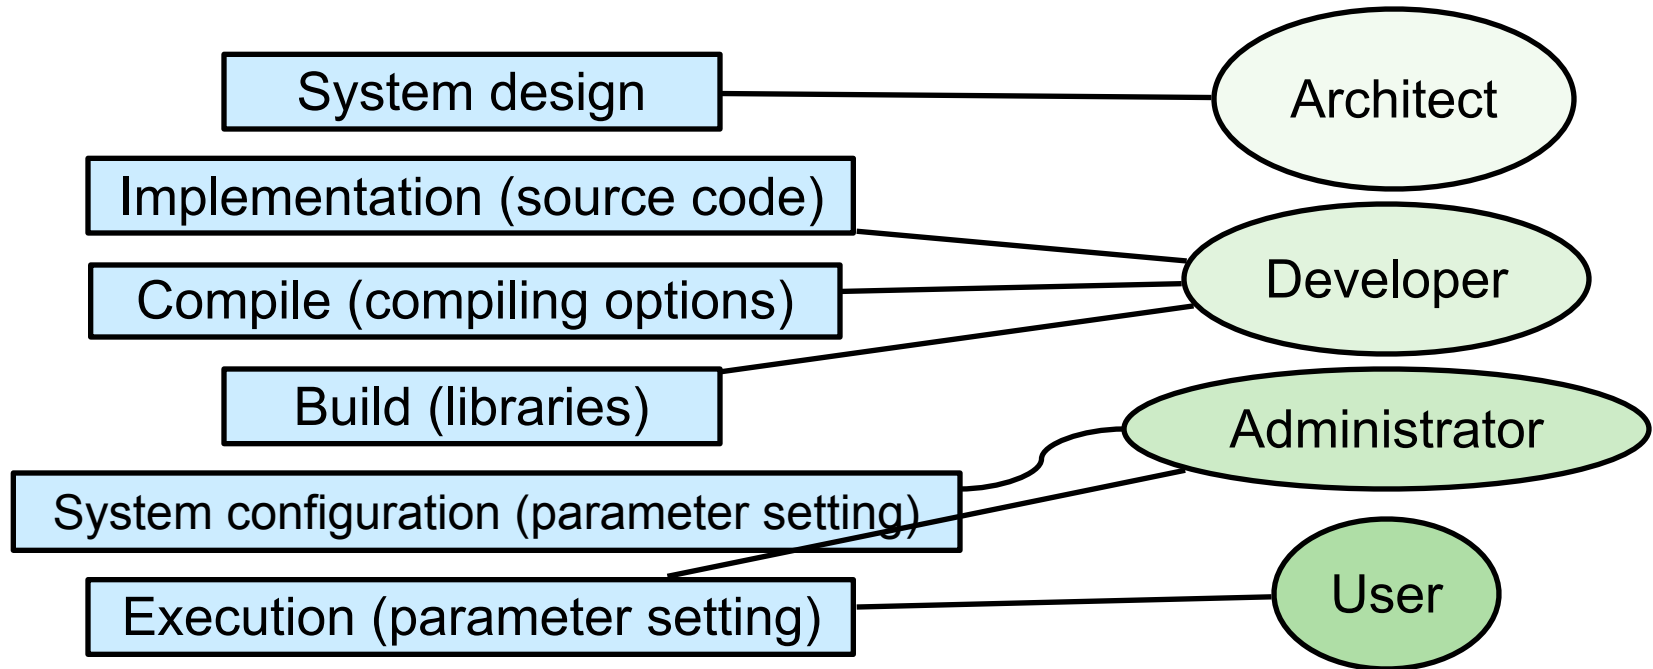 System design
Architect
Implementation (source code)
Developer
Compile (compiling options)
Build (libraries)
Administrator
System configuration (parameter setting)
User
Execution (parameter setting)